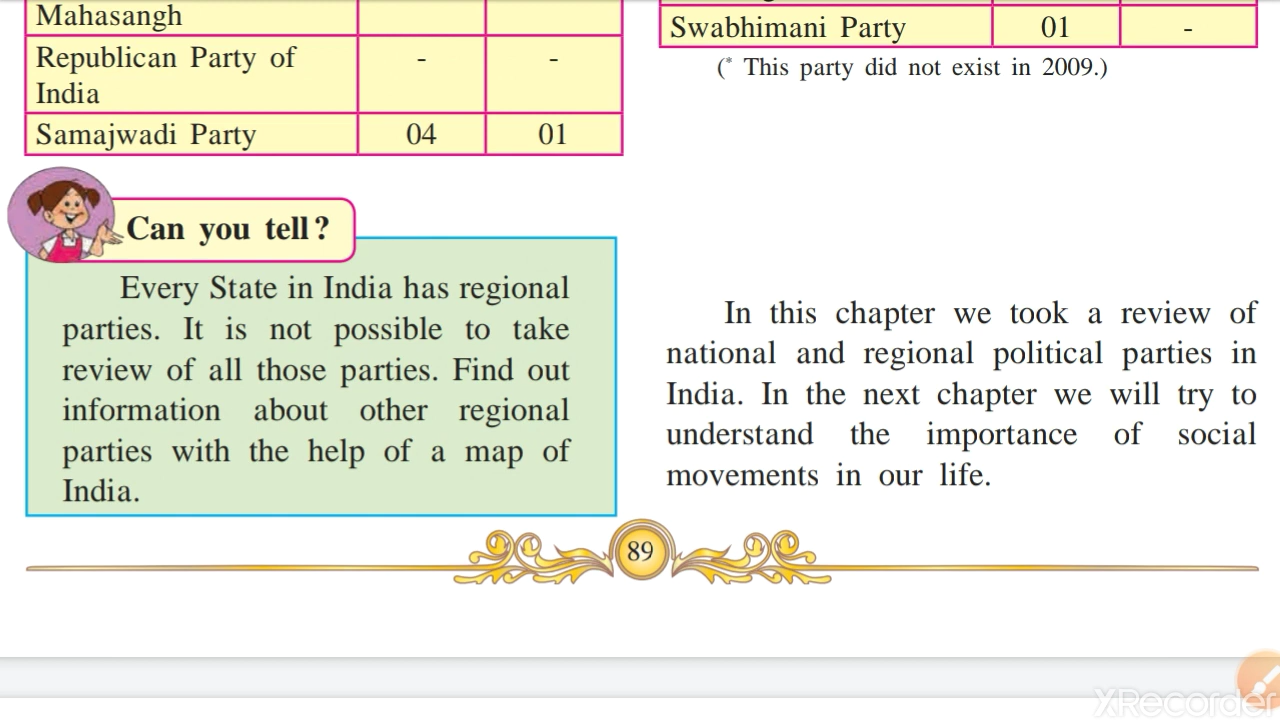 Mahasangh
Republican Party of - -
India
Samajwadi Party 04 01
Can you tell?
Every State in India has regional
parties. It is not possible to take
review of all those parties. Find out
information about other regional
parties with the help of a map of
India.
Swabhimani Party 01 -
(* This party did not exist in 2009.)
In this chapter we took a review of
national and regional political parties in
India. In the next chapter we will try to
understand the importance of social
movements in our life.
89
XRecorder